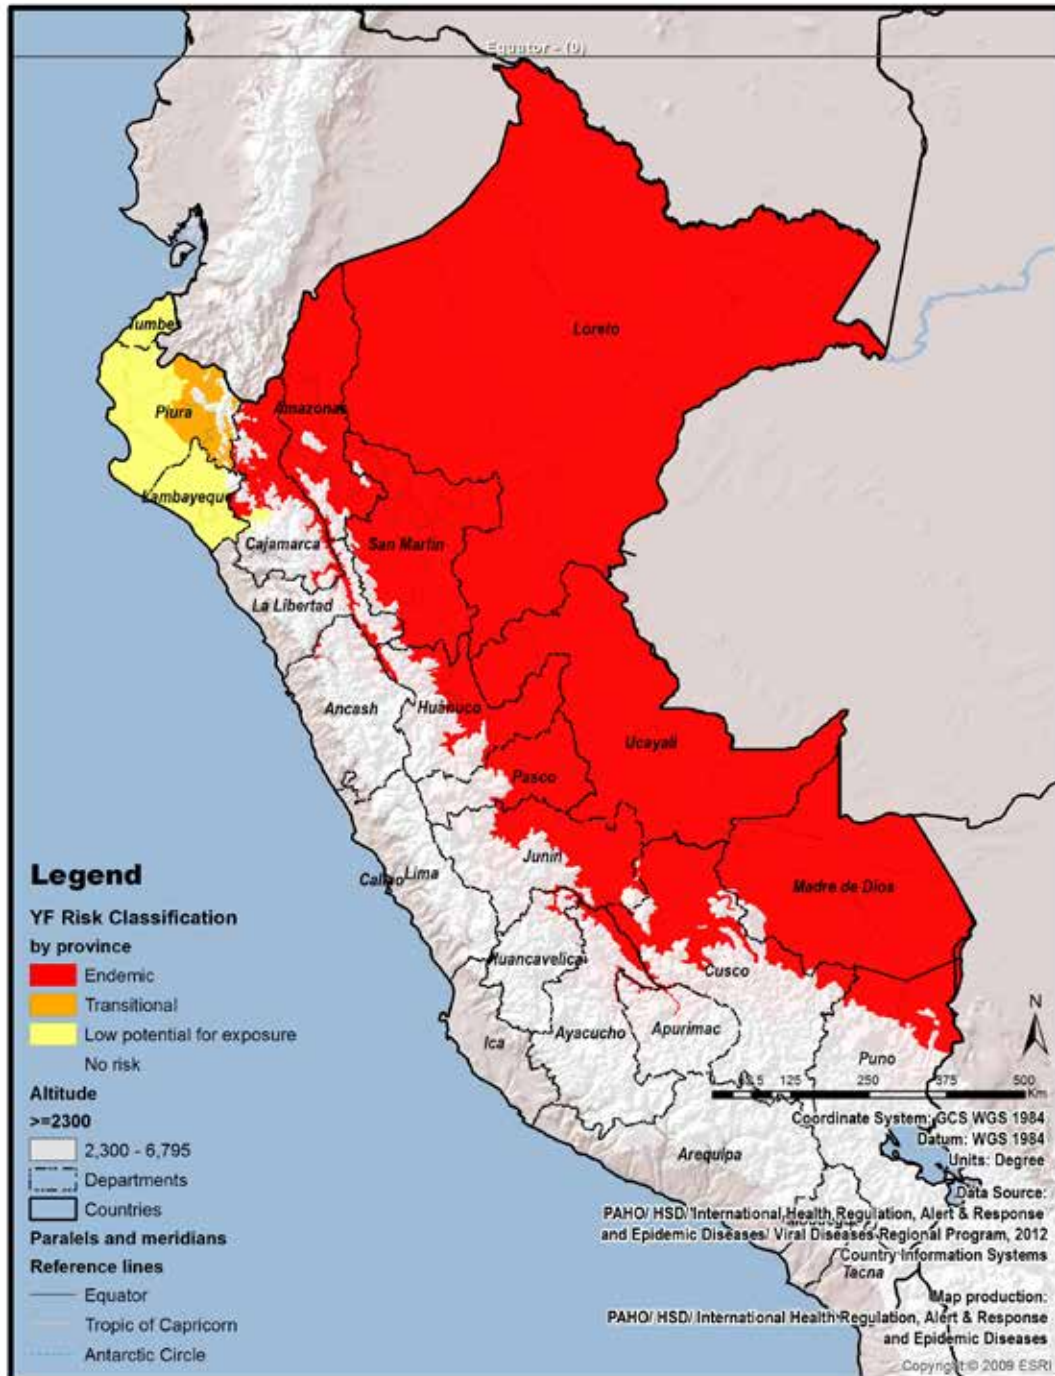 Equator - (0)
Tumbes
Loreto
Piura
Amazonas
Lambayeque
Cajamarca
San Martin
La Libertad
Ancash
Huánuco
Ucayali
Pasco
Junin
Callao
Lima
Madre de Dios
Huancavelica
Cusco
Ayacucho
Apurimac
Ica
Puno
Arequipa
Tacna
Legend
YF Risk Classification
by province
Endemic
Transitional
Low potential for exposure
No risk
Altitude
>=2300
2,300 - 6,795
Departments
Countries
Paralels and meridians
Reference lines
Equator
Tropic of Capricorn
Antarctic Circle
N
125 250 375 500
Km
Coordinate System: GCS WGS 1984
Datum: WGS 1984
Units: Degree
Data Source:
PAHO/ HSD/ International Health Regulation, Alert & Response
and Epidemic Diseases/ Viral Diseases Regional Program, 2012
Country Information Systems
Map production:
PAHO/ HSD/ International Health Regulation, Alert & Response
and Epidemic Diseases
Copyright:© 2009 ESRI